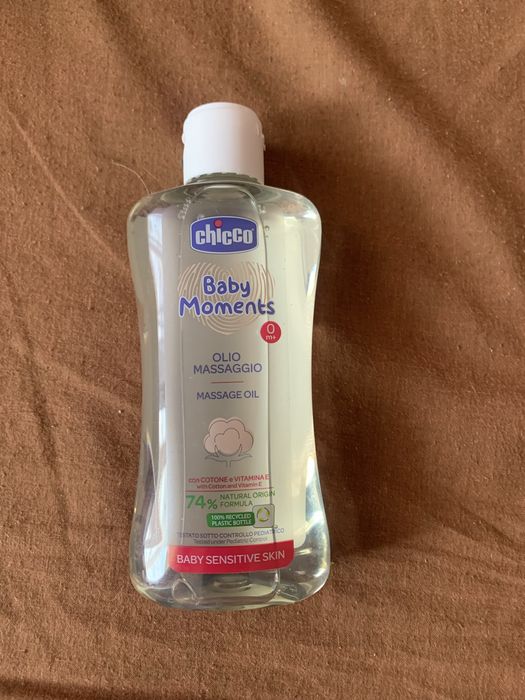 chicco
Baby
Moments
0
m+
OLIO
MASSAGGIO
MASSAGE OIL
con COTONE e VITAMINA E
with Cotton and Vitamin E
74% NATURAL ORIGIN
FORMULA
100% RECYCLED
PLASTIC BOTTLE
TESTATO SOTTO CONTROLLO PEDIATRICO
Tested under Pediatric Control
BABY SENSITIVE SKIN